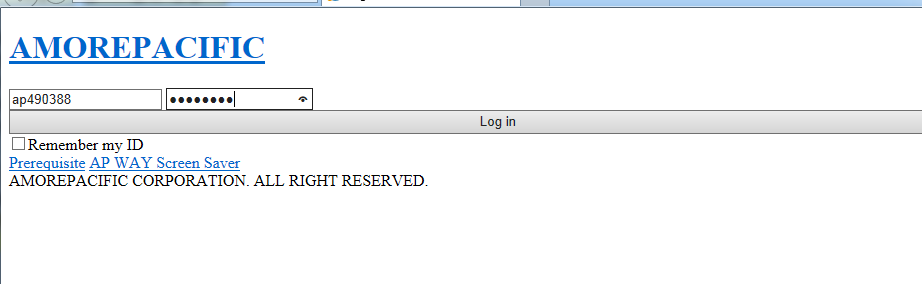 AMOREPACIFIC
ap490388 ●●●●●●●●
Log in
Remember my ID
Prerequisite AP WAY Screen Saver
AMOREPACIFIC CORPORATION. ALL RIGHT RESERVED.